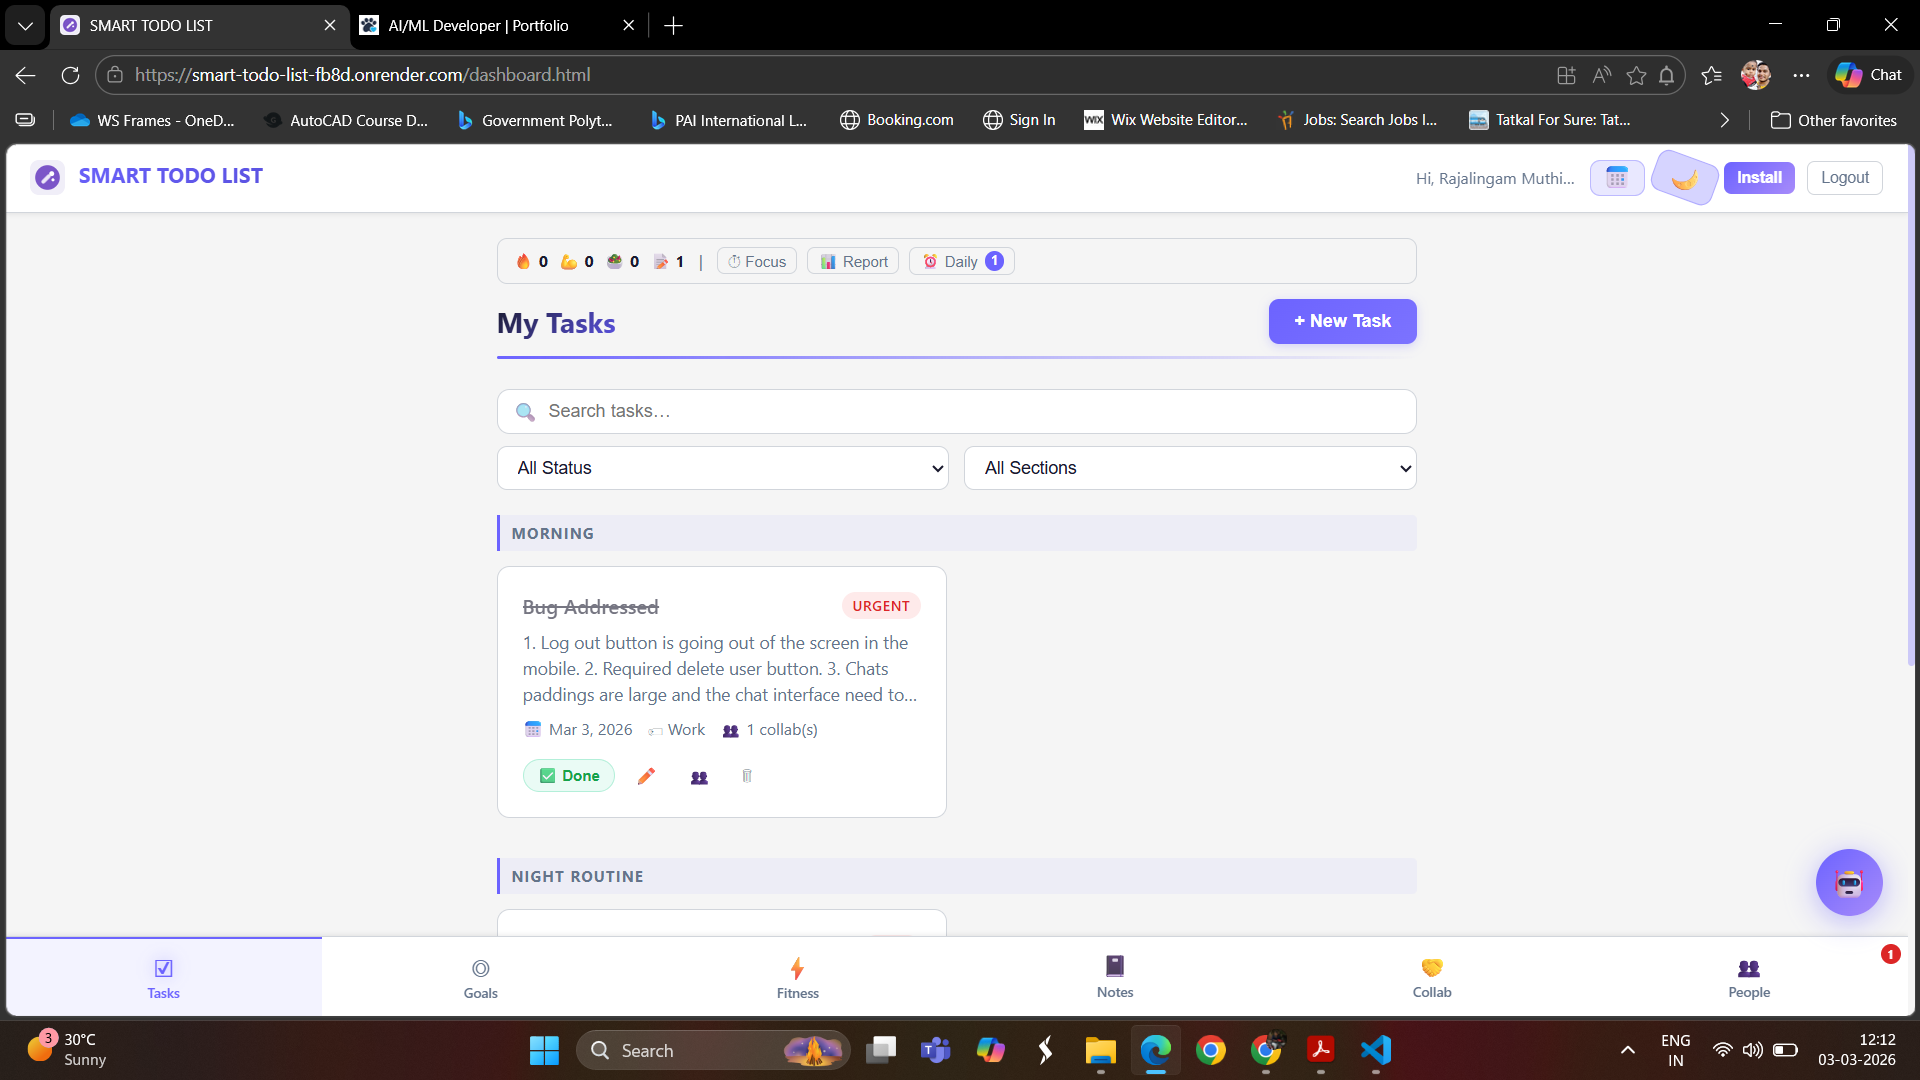 SMART TODO LIST
AI/ML Developer | Portfolio
https://smart-todo-list-fb8d.onrender.com/dashboard.html
Chat
WS Frames - OneD...
AutoCAD Course D...
Government Polyt...
PAI International L...
Booking.com
Sign In
WIX
Wix Website Editor...
Jobs: Search Jobs I...
Tatkal For Sure: Tat...
Other favorites
SMART TODO LIST
Hi, Rajalingam Muthi...
Install
Logout
0
0
0
1
|
Focus
Report
Daily 1
My Tasks
+ New Task
Search tasks...
All Status
All Sections
MORNING
Bug Addressed
URGENT
1. Log out button is going out of the screen in the
mobile. 2. Required delete user button. 3. Chats
paddings are large and the chat interface need to...
Mar 3, 2026
Work
1 collab(s)
Done
NIGHT ROUTINE
Tasks
Goals
Fitness
Notes
Collab
People
1
3
30°C
Sunny
Search
ENG
IN
12:12
03-03-2026